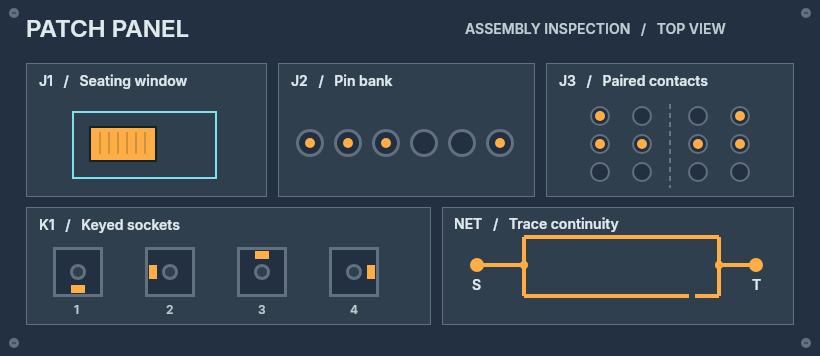 PATCH PANEL
ASSEMBLY INSPECTION / TOP VIEW
J1 / Seating window
J2 / Pin bank
J3 / Paired contacts
K1 / Keyed sockets
1 2 3 4
NET / Trace continuity
S T